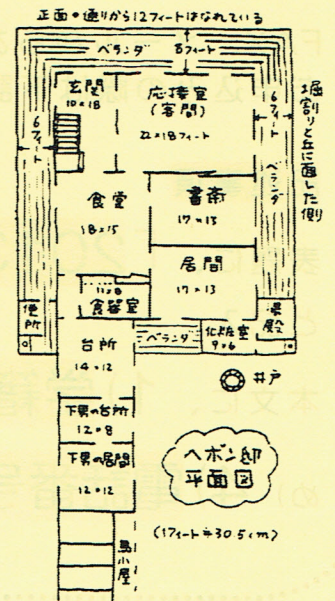 正面・通りから12フィートはなれている
ベランダ
8フィート
玄関
10×18
応接室
(客間)
22×18フィート
6フィート
6フィート
ベランダ
堀割りと丘に面した側
食堂
18×15
書斎
17×13
居間
17×13
11×8
食器室
便所
台所
14×12
ベランダ
化粧室
9×6
湯殿
井戸
下男の台所
12×8
下男の居間
12×12
ヘボン邸
平面図
(1フィート≒30.5cm)
馬小屋